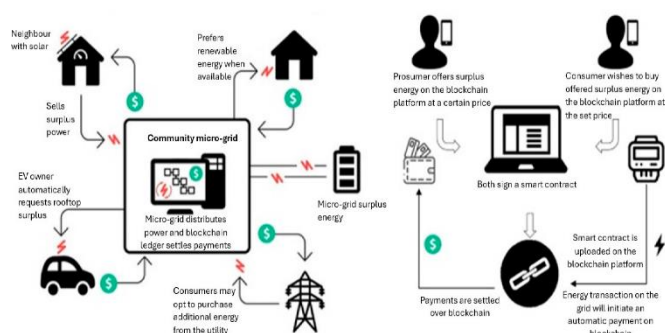 Neighbour
with solar
Sells
surplus
power
Prefers
renewable
energy when
available
Community micro-grid
Micro-grid distributes
power and blockchain
ledger settles payments
EV owner
automatically
requests rooftop
surplus
Micro-grid surplus
energy
Consumers may
opt to purchase
additional energy
from the utility
Prosumer offers surplus
energy on the blockchain
platform at a certain price
Consumer wishes to buy
offered surplus energy on
the blockchain platform at
the set price
Both sign a smart contract
Smart contract is
uploaded on the
blockchain platform
Payments are settled
over blockchain
Energy transaction on the
grid will initiate an
automatic payment on
blockchain
$
$
$
$
$
$